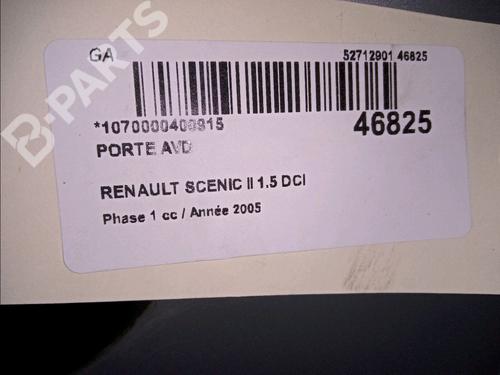 GA
52712901 46825
*1070000400915
46825
PORTE AVD
RENAULT SCENIC II 1.5 DCI
Phase 1 cc / Année 2005
B-PARTS